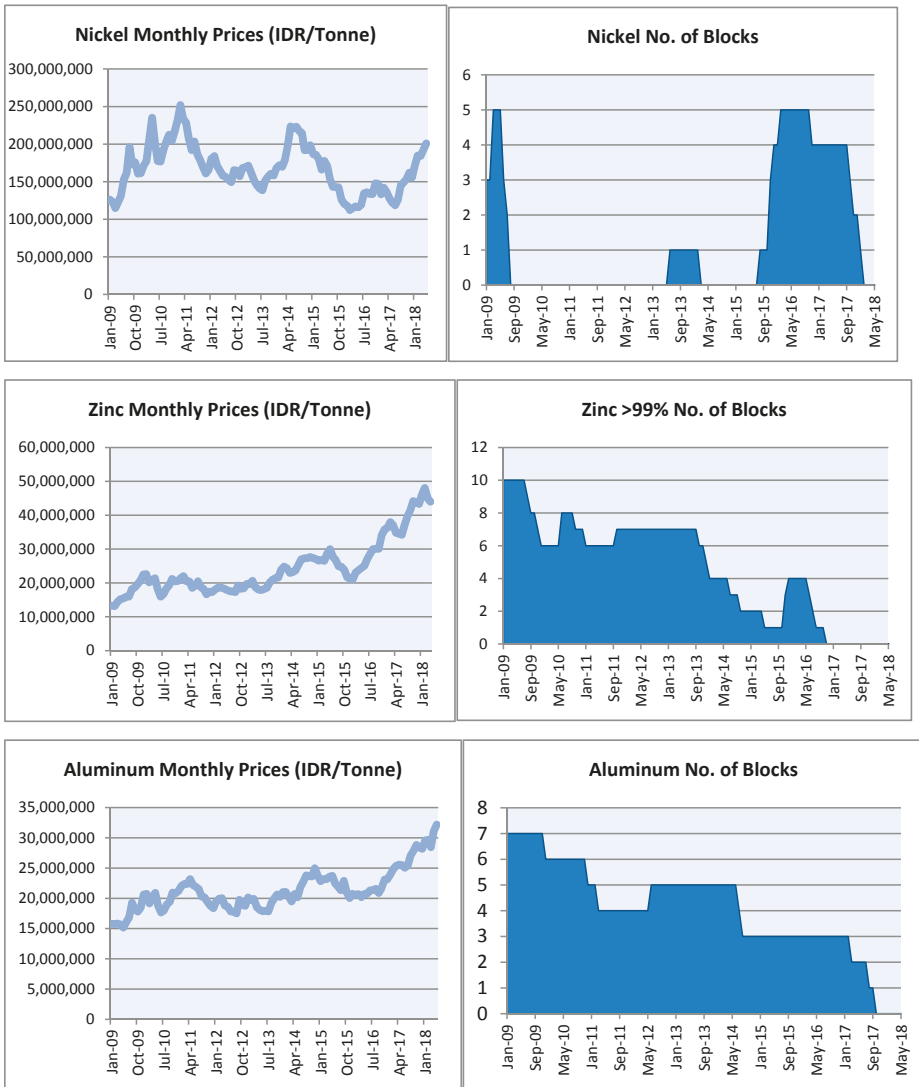 Nickel Monthly Prices (IDR/Tonne)
300,000,000
250,000,000
200,000,000
150,000,000
100,000,000
50,000,000
0
Jan-09
Oct-09
Jul-10
Apr-11
Jan-12
Oct-12
Jul-13
Apr-14
Jan-15
Oct-15
Jul-16
Apr-17
Jan-18
Nickel No. of Blocks
6
5
4
3
2
1
0
Jan-09
Sep-09
May-10
Jan-11
Sep-11
May-12
Jan-13
Sep-13
May-14
Jan-15
Sep-15
May-16
Jan-17
Sep-17
May-18
Zinc Monthly Prices (IDR/Tonne)
60,000,000
50,000,000
40,000,000
30,000,000
20,000,000
10,000,000
0
Jan-09
Oct-09
Jul-10
Apr-11
Jan-12
Oct-12
Jul-13
Apr-14
Jan-15
Oct-15
Jul-16
Apr-17
Jan-18
Zinc >99% No. of Blocks
12
10
8
6
4
2
0
Jan-09
Sep-09
May-10
Jan-11
Sep-11
May-12
Jan-13
Sep-13
May-14
Jan-15
Sep-15
May-16
Jan-17
Sep-17
May-18
Aluminum Monthly Prices (IDR/Tonne)
35,000,000
30,000,000
25,000,000
20,000,000
15,000,000
10,000,000
5,000,000
0
Jan-09
Oct-09
Jul-10
Apr-11
Jan-12
Oct-12
Jul-13
Apr-14
Jan-15
Oct-15
Jul-16
Apr-17
Jan-18
Aluminum No. of Blocks
8
7
6
5
4
3
2
1
0
Jan-09
Sep-09
May-10
Jan-11
Sep-11
May-12
Jan-13
Sep-13
May-14
Jan-15
Sep-15
May-16
Jan-17
Sep-17
May-18